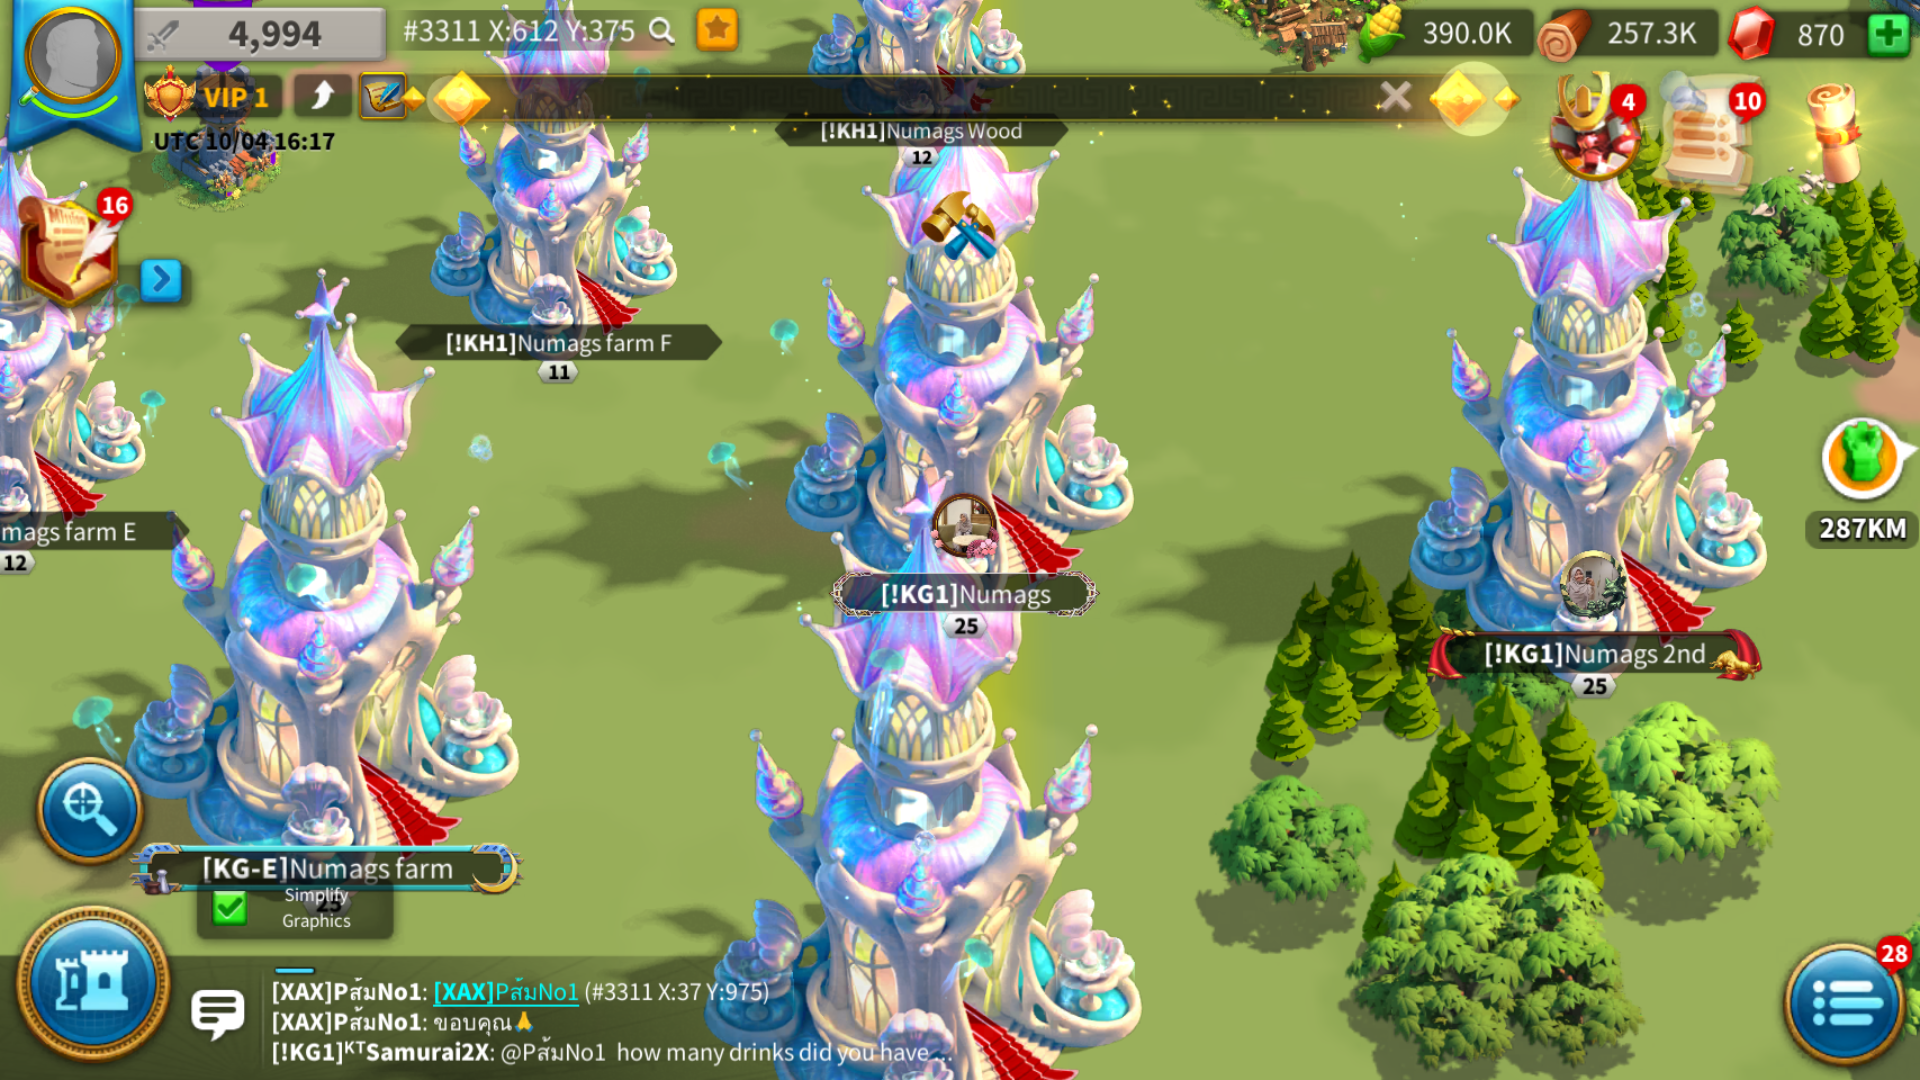 4,994
#3311 X:612 Y:375
390.0K
257.3K
870
VIP 1
4
10
UTC 10/04 16:17
[!KH1]Numags Wood
12
Mission
16
[!KH1]Numags farm F
11
mags farm E
12
287KM
[!KG1]Numags
25
[!KG1]Numags 2nd
25
[KG-E]Numags farm
25
Simplify
Graphics
28
[XAX]Pส้มNo1: [XAX]Pส้มNo1 (#3311 X:37 Y:975)
[XAX]Pส้มNo1: ขอบคุณ🙏
[!KG1]ᴷᵀSamurai2X: @Pส้มNo1 how many drinks did you have ...